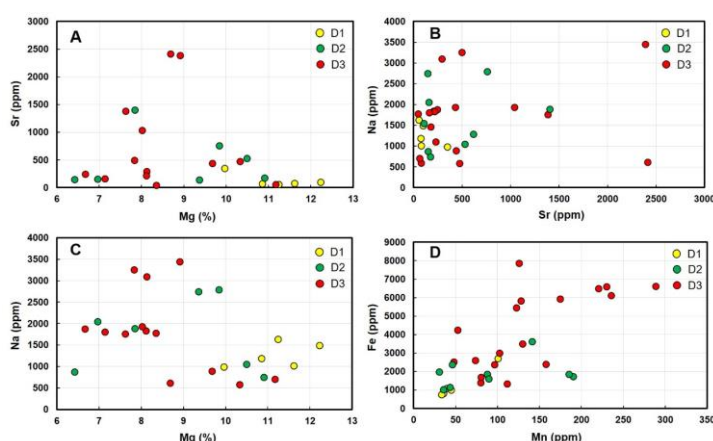 A
D1
D2
D3
Sr (ppm)
3000
2500
2000
1500
1000
500
0
6 7 8 9 10 11 12 13
Mg (%)
B
D1
D2
D3
Na (ppm)
4000
3500
3000
2500
2000
1500
1000
500
0
0 500 1000 1500 2000 2500 3000
Sr (ppm)
C
D1
D2
D3
Na (ppm)
4000
3500
3000
2500
2000
1500
1000
500
0
6 7 8 9 10 11 12 13
Mg (%)
D
D1
D2
D3
Fe (ppm)
9000
8000
7000
6000
5000
4000
3000
2000
1000
0
0 50 100 150 200 250 300 350
Mn (ppm)